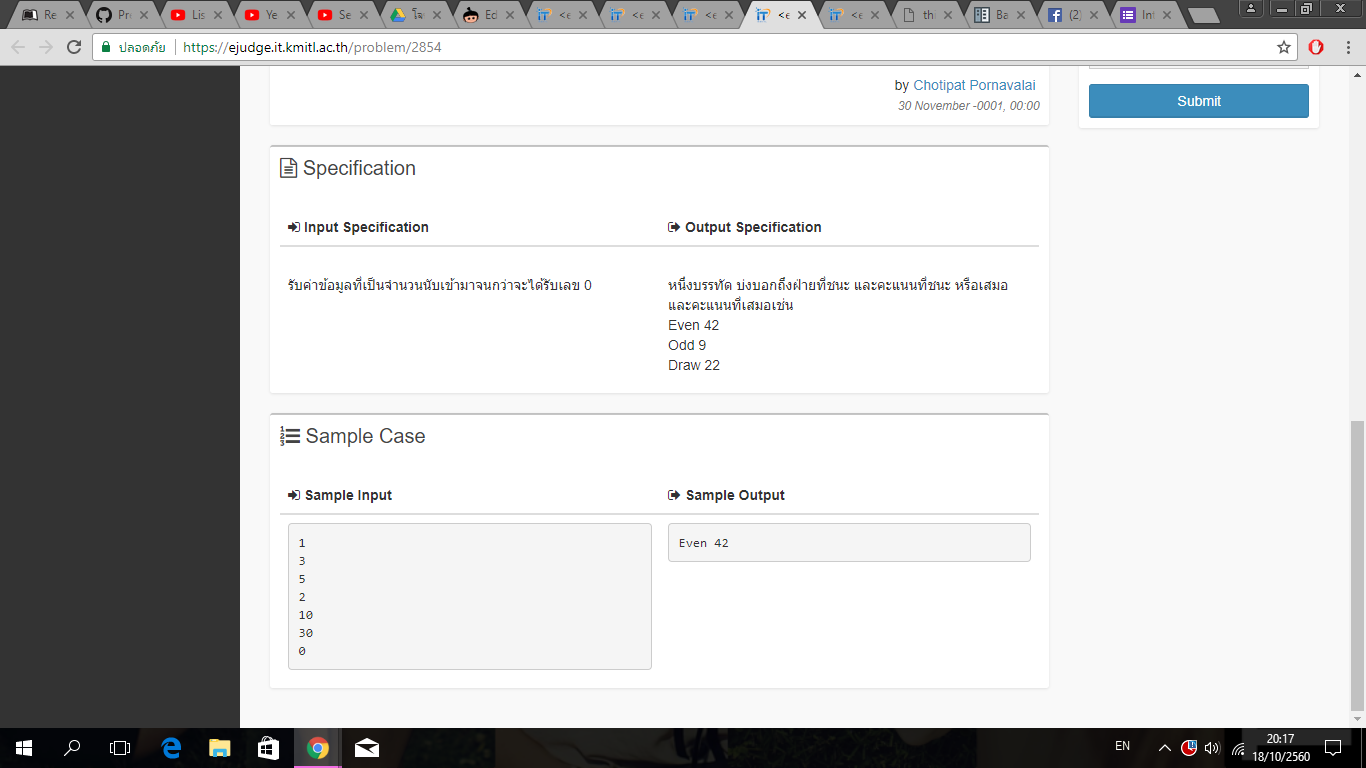 Re
Pr
Lis
Ye
Se
โจ
Ed
<e
<e
<e
<e
<e
th
Ba
(2)
Int
ปลอดภัย
https://ejudge.it.kmitl.ac.th/problem/2854
by Chotipat Pornavalai
30 November -0001, 00:00
Submit
Specification
Input Specification
Output Specification
รับค่าข้อมูลที่เป็นจำนวนนับเข้ามาจนกว่าจะได้รับเลข 0
หนึ่งบรรทัด บ่งบอกถึงฝ่ายที่ชนะ และคะแนนที่ชนะ หรือเสมอ
และคะแนนที่เสมอเช่น
Even 42
Odd 9
Draw 22
Sample Case
Sample Input
Sample Output
1
3
5
2
10
30
0
Even 42
EN
20:17
18/10/2560